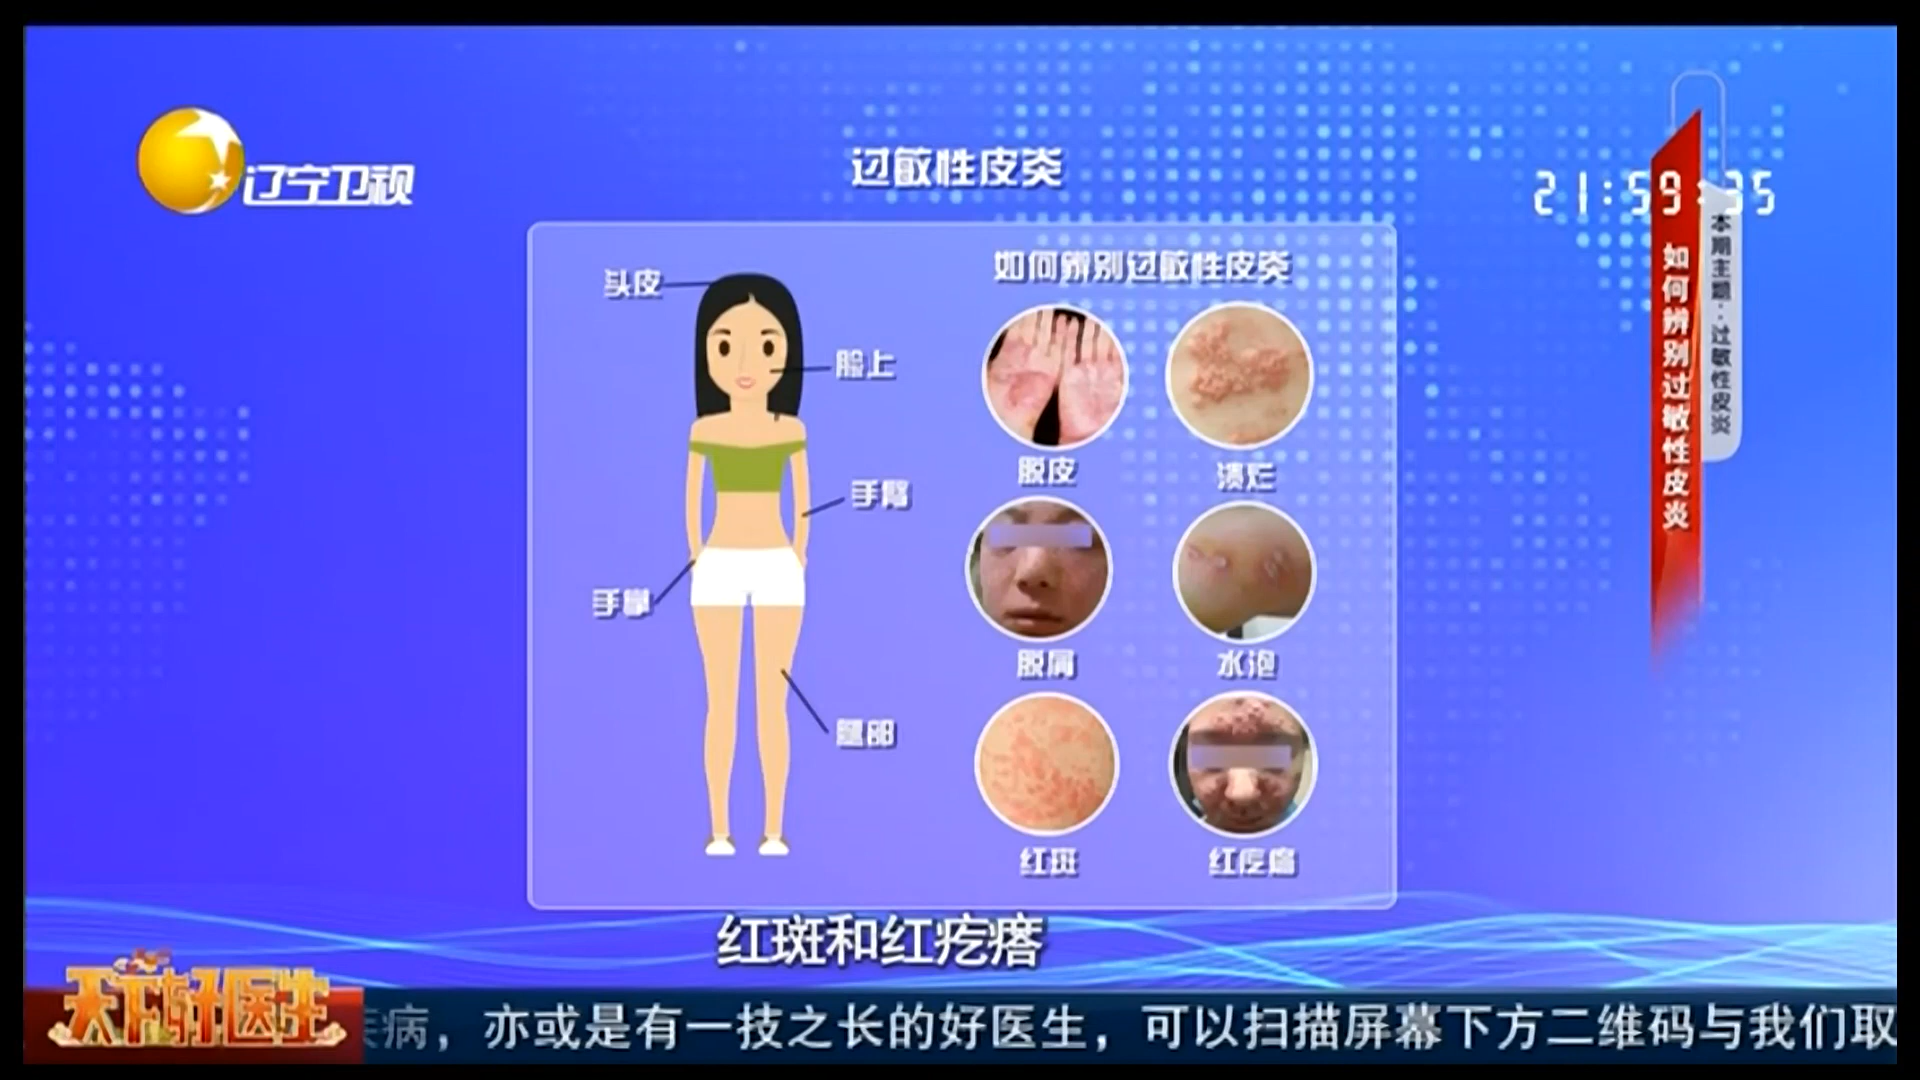 辽宁卫视
过敏性皮炎
21:59:35
本期主题·过敏性皮炎
如何辨别过敏性皮炎
头皮
脸上
手臂
手掌
腿部
如何辨别过敏性皮炎
脱皮
溃烂
脱屑
水泡
红斑
红疙瘩
红斑和红疙瘩
天下好医生
病，亦或是有一技之长的好医生，可以扫描屏幕下方二维码与我们取